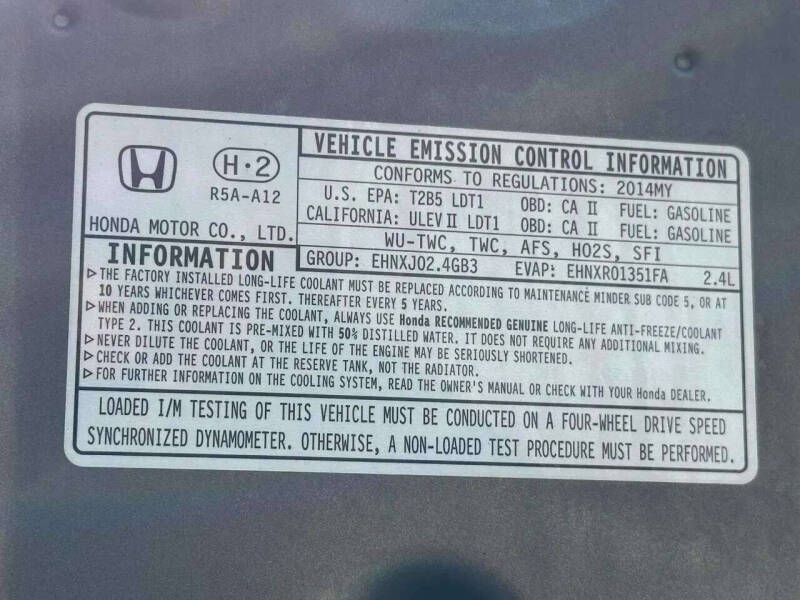 H·2
R5A-A12
HONDA MOTOR CO., LTD.
VEHICLE EMISSION CONTROL INFORMATION
CONFORMS TO REGULATIONS: 2014MY
U.S. EPA: T2B5 LDT1 OBD: CA II FUEL: GASOLINE
CALIFORNIA: ULEV II LDT1 OBD: CA II FUEL: GASOLINE
WU-TWC, TWC, AFS, HO2S, SFI
GROUP: EHNXJ02.4GB3 EVAP: EHNXR01351FA 2.4L
INFORMATION
▷THE FACTORY INSTALLED LONG-LIFE COOLANT MUST BE REPLACED ACCORDING TO MAINTENANCE MINDER SUB CODE 5, OR AT
10 YEARS WHICHEVER COMES FIRST. THEREAFTER EVERY 5 YEARS.
▷WHEN ADDING OR REPLACING THE COOLANT, ALWAYS USE Honda RECOMMENDED GENUINE LONG-LIFE ANTI-FREEZE/COOLANT
TYPE 2. THIS COOLANT IS PRE-MIXED WITH 50% DISTILLED WATER. IT DOES NOT REQUIRE ANY ADDITIONAL MIXING.
▷NEVER DILUTE THE COOLANT, OR THE LIFE OF THE ENGINE MAY BE SERIOUSLY SHORTENED.
▷CHECK OR ADD THE COOLANT AT THE RESERVE TANK, NOT THE RADIATOR.
▷FOR FURTHER INFORMATION ON THE COOLING SYSTEM, READ THE OWNER'S MANUAL OR CHECK WITH YOUR Honda DEALER.
LOADED I/M TESTING OF THIS VEHICLE MUST BE CONDUCTED ON A FOUR-WHEEL DRIVE SPEED
SYNCHRONIZED DYNAMOMETER. OTHERWISE, A NON-LOADED TEST PROCEDURE MUST BE PERFORMED.